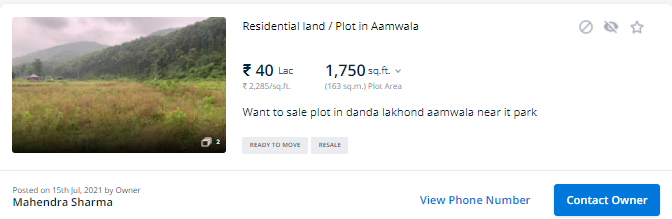 Residential land / Plot in Aamwala
₹ 40 Lac
₹ 2,285/sq.ft.
1,750 sq.ft.
(163 sq.m.) Plot Area
Want to sale plot in danda lakhond aamwala near it park
READY TO MOVE
RESALE
2
Posted on 15th Jul, 2021 by Owner
Mahendra Sharma
View Phone Number
Contact Owner